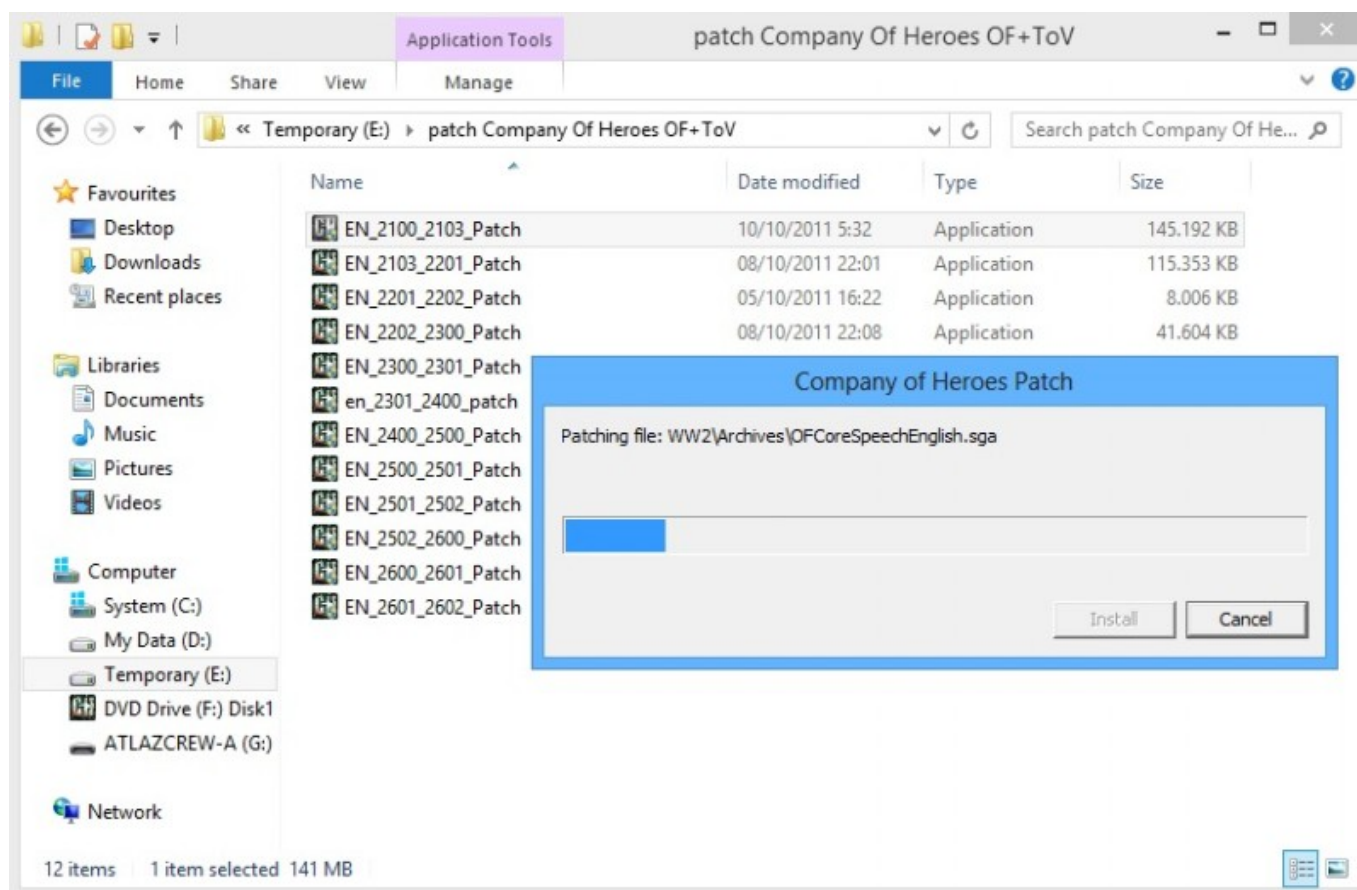 Application Tools
patch Company Of Heroes OF+ToV
File
Home
Share
View
Manage
« Temporary (E:) patch Company Of Heroes OF+ToV
Search patch Company Of He...
Name
Date modified
Type
Size
Favourites
Desktop
Downloads
Recent places
Libraries
Documents
Music
Pictures
Videos
Computer
System (C:)
My Data (D:)
Temporary (E:)
DVD Drive (F:) Disk1
ATLAZCREW-A (G:)
Network
EN_2100_2103_Patch 10/10/2011 5:32 Application 145.192 KB
EN_2103_2201_Patch 08/10/2011 22:01 Application 115.353 KB
EN_2201_2202_Patch 05/10/2011 16:22 Application 8.006 KB
EN_2202_2300_Patch 08/10/2011 22:08 Application 41.604 KB
EN_2300_2301_Patch
en_2301_2400_patch
EN_2400_2500_Patch
EN_2500_2501_Patch
EN_2501_2502_Patch
EN_2502_2600_Patch
EN_2600_2601_Patch
EN_2601_2602_Patch
Company of Heroes Patch
Patching file: WW2\Archives\OFCoreSpeechEnglish.sga
Install
Cancel
12 items 1 item selected 141 MB